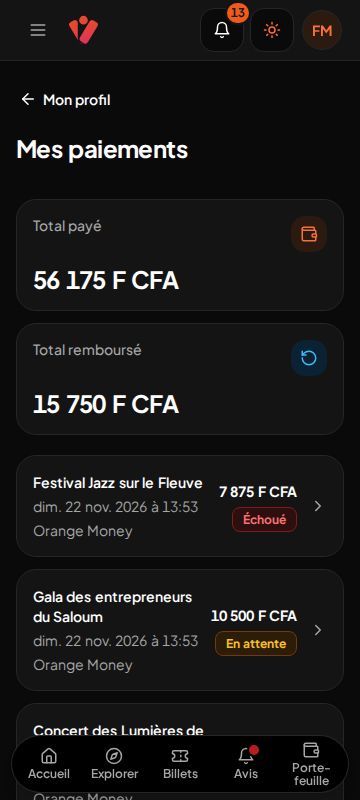 13
FM
Mon profil
Mes paiements
Total payé
56 175 F CFA
Total remboursé
15 750 F CFA
Festival Jazz sur le Fleuve
7 875 F CFA
dim. 22 nov. 2026 à 13:53
Échoué
Orange Money
Gala des entrepreneurs
du Saloum
10 500 F CFA
dim. 22 nov. 2026 à 13:53
En attente
Orange Money
Concert des Lumières de
Accueil
Explorer
Billets
Avis
Porte-
feuille
Orange Money